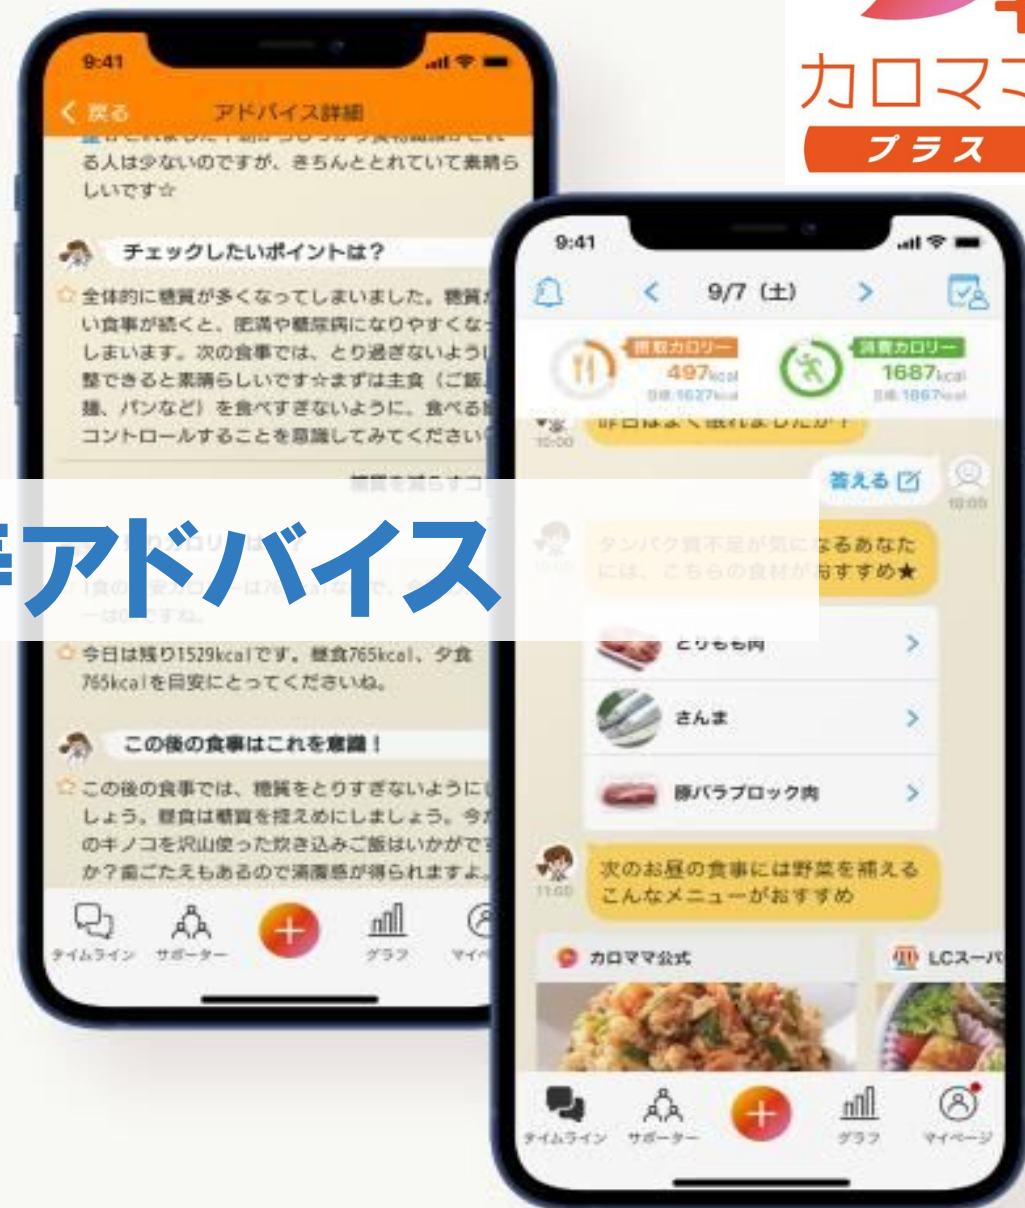 カロママ
プラス
9:41
戻る
アドバイス詳細
る人は少ないのですが、きちんととれていて素晴ら
しいです☆
チェックしたいポイントは？
全体的に糖質が多くなってしまいました。糖質
い食事が続くと、肥満や糖尿病になりやすくな
しまいます。次の食事では、とり過ぎないように
整できると素晴らしいです☆まずは主食（ご飯、
麺、パンなど）を食べすぎないように、食べる
コントロールすることを意識してみてください
糖質を減らすコ
アドバイス
今日は残り1529kcalです。昼食765kcal、夕食
765kcalを目安にとってくださいね。
この後の食事はこれを意識！
この後の食事では、糖質をとりすぎないように
しょう。昼食は糖質を控えめにしましょう。
のキノコを沢山使った炊き込みご飯はいかがで
か？歯ごたえもあるので満腹感が得られますよ。
タイムライン
サポーター
グラフ
マイ
9:41
9/7（土）
摂取カロリー
497kcal
目標:1627kcal
消費カロリー
1687kcal
目標:1867kcal
昨日はよく眠れましたか？
10:00
答える
10:00
タンパク質不足が気になるあなた
には、こちらの食材がおすすめ★
とりもも肉
さんま
豚バラブロック肉
次のお昼の食事には野菜を補える
こんなメニューがおすすめ
11:00
カロママ公式
LCスーパ
タイムライン
サポーター
グラフ
マイページ